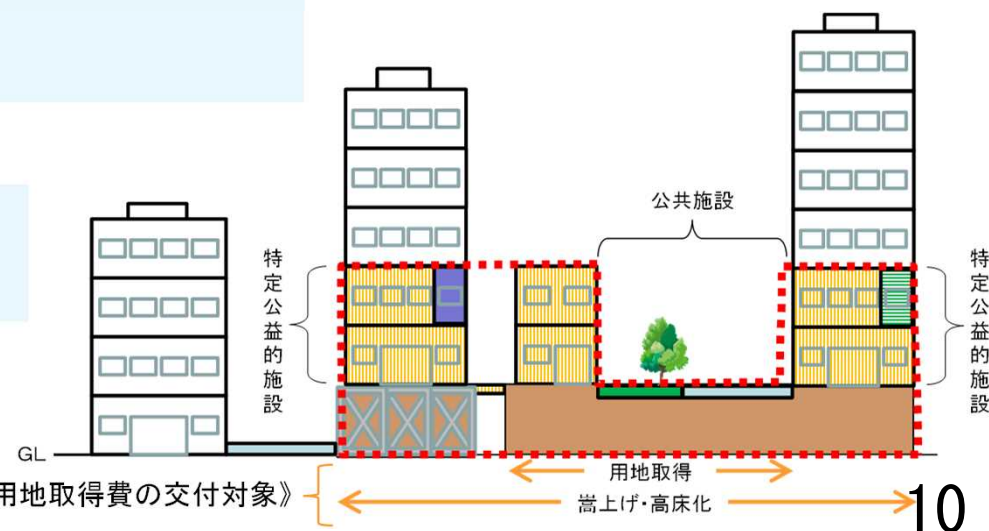 公共施設
特定公益的施設
特定公益的施設
GL
用地取得
用地取得費の交付対象》
嵩上げ・高床化
10